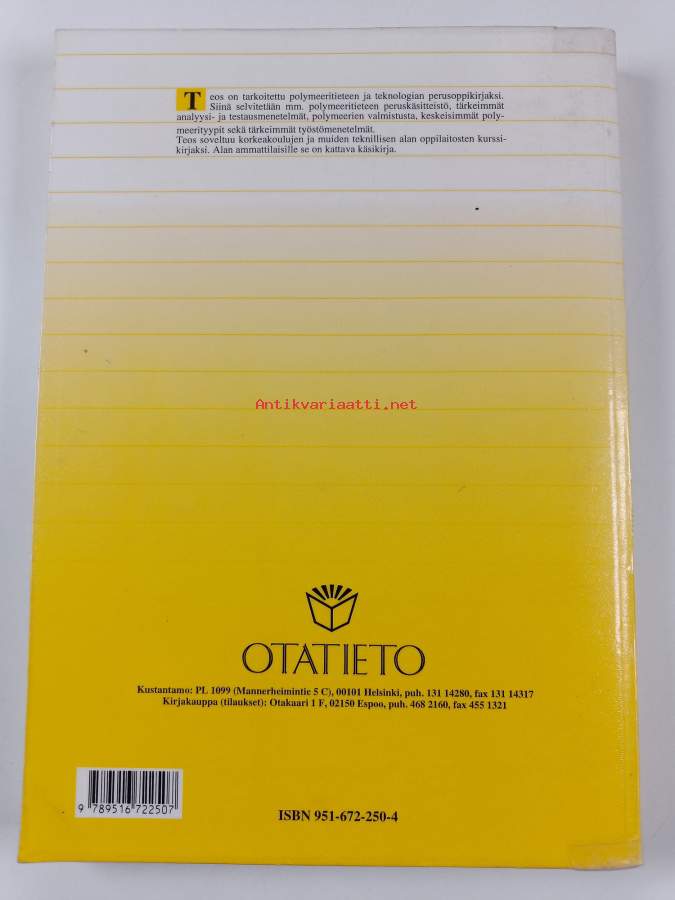 Teos on tarkoitettu polymeeritieteen ja teknologian perusoppikirjaksi.
Siinä selvitetään mm. polymeeritieteen peruskäsitteistö, tärkeimmät
analyysi- ja testausmenetelmät, polymeerien valmistusta, keskeisimmät poly-
meerityypit sekä tärkeimmät työstömenetelmät.
Teos soveltuu korkeakoulujen ja muiden teknillisen alan oppilaitosten kurssi-
kirjaksi. Alan ammattilaisille se on kattava käsikirja.
Antikvariaatti.net
OTATIETO
Kustantamo: PL 1099 (Mannerheimintie 5 C), 00101 Helsinki, puh. 131 14280, fax 131 14317
Kirjakauppa (tilaukset): Otakaari 1 F, 02150 Espoo, puh. 468 2160, fax 455 1321
9 789516 722507
ISBN 951-672-250-4